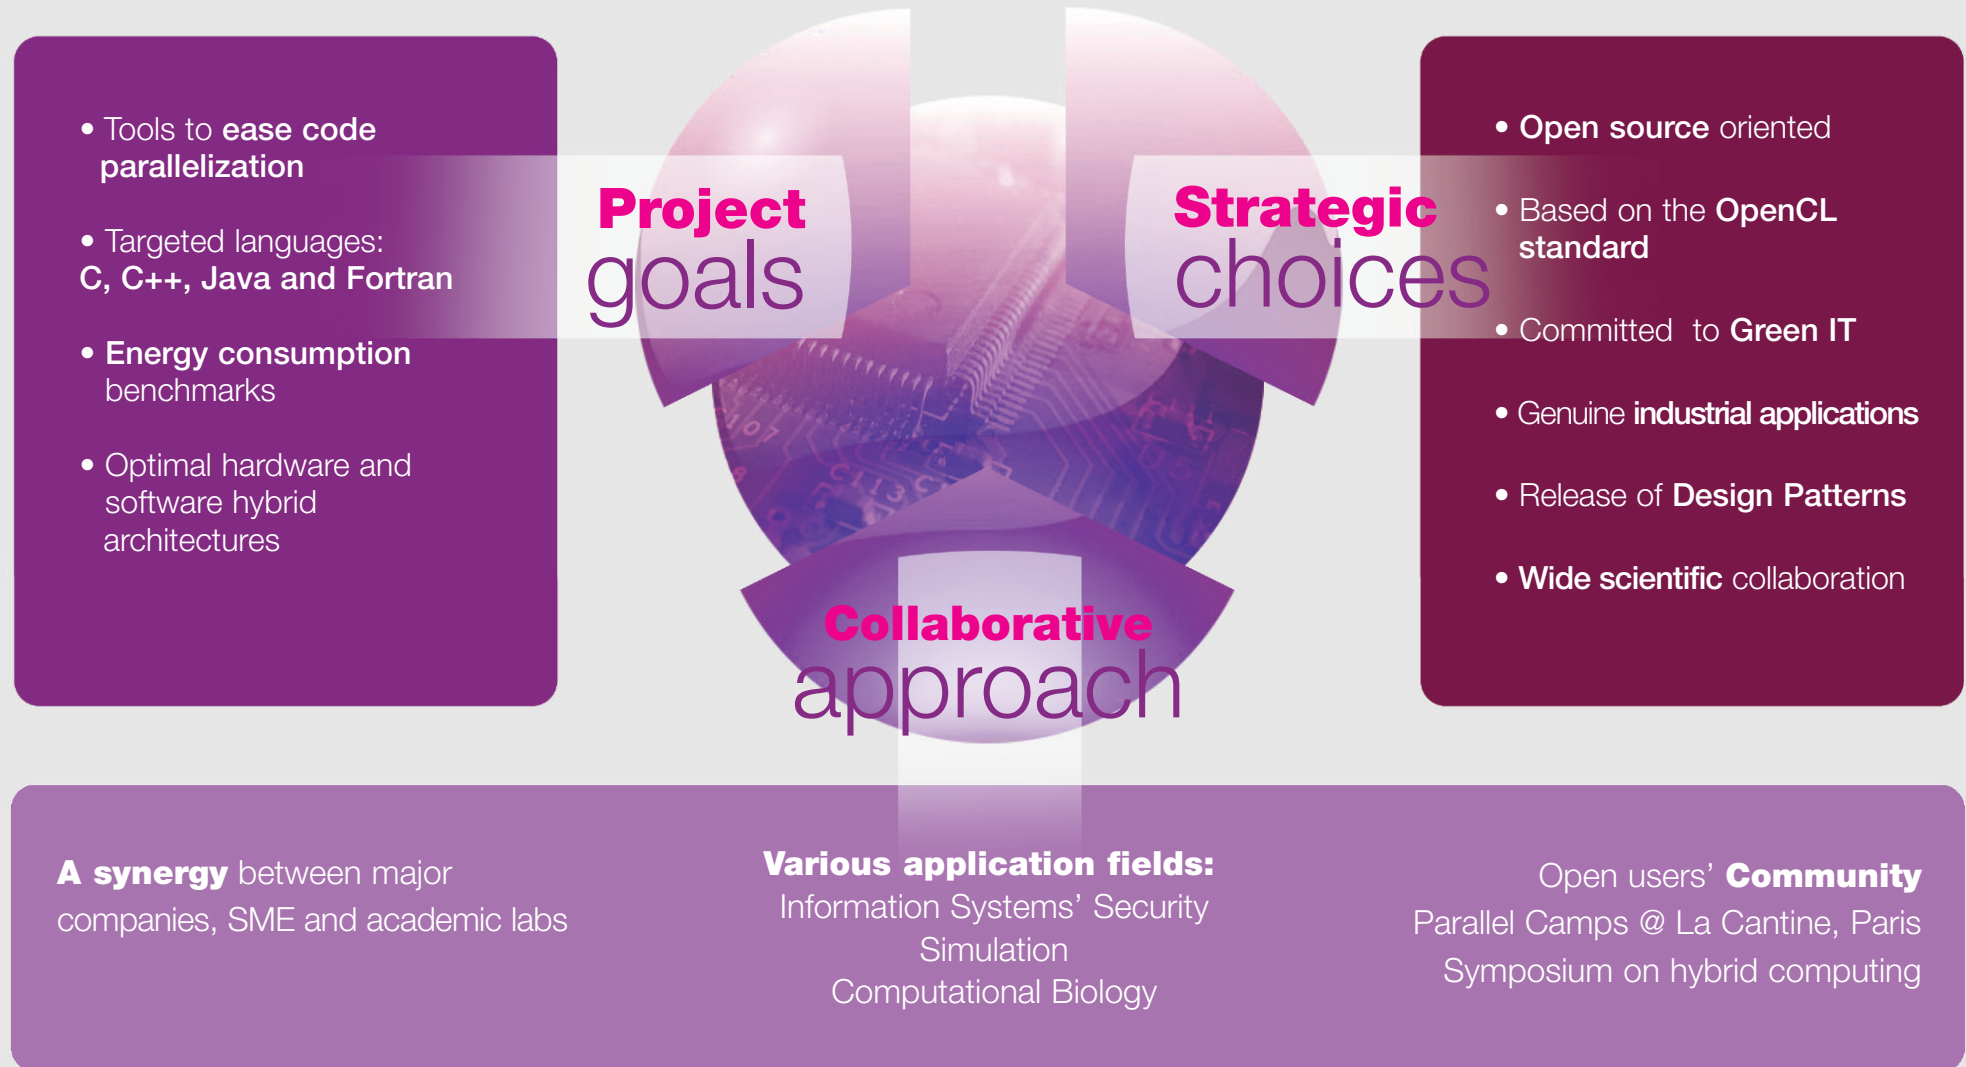 • Tools to ease code
parallelization
• Targeted languages:
C, C++, Java and Fortran
• Energy consumption
benchmarks
• Optimal hardware and
software hybrid
architectures
Project
goals
Strategic
choices
• Open source oriented
• Based on the OpenCL
standard
• Committed to Green IT
• Genuine industrial applications
• Release of Design Patterns
• Wide scientific collaboration
107
8
C113
U5
Collaborative
approach
A synergy between major
companies, SME and academic labs
Various application fields:
Information Systems’ Security
Simulation
Computational Biology
Open users’ Community
Parallel Camps @ La Cantine, Paris
Symposium on hybrid computing